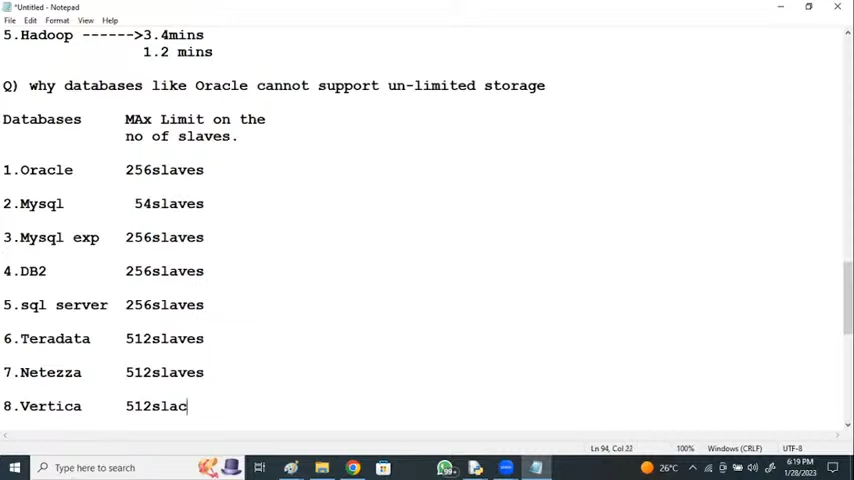 *Untitled - Notepad
File Edit Format View Help
5.Hadoop ------>3.4mins
1.2 mins
Q) why databases like Oracle cannot support un-limited storage
Databases MAx Limit on the
no of slaves.
1.Oracle 256slaves
2.Mysql 54slaves
3.Mysql exp 256slaves
4.DB2 256slaves
5.sql server 256slaves
6.Teradata 512slaves
7.Netezza 512slaves
8.Vertica 512slac
Ln 94, Col 22 100% Windows (CRLF) UTF-8
Type here to search 99+ 26°C 6:19 PM
1/28/2023